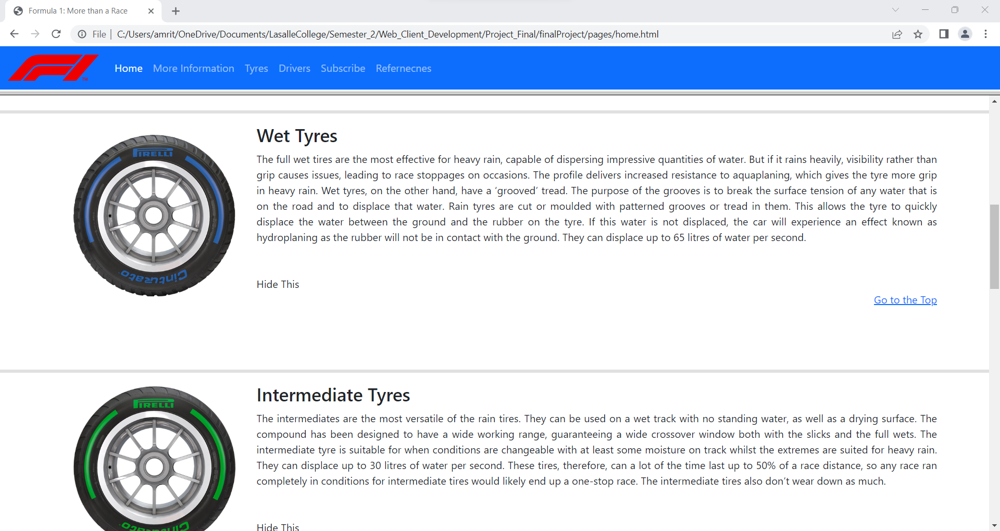 Formula 1: More than a Race
File
C:/Users/amrit/OneDrive/Documents/LasalleCollege/Semester_2/Web_Client_Development/Project_Final/finalProject/pages/home.html
F1 TM
Home More Information Tyres Drivers Subscribe Refernecnes
PIRELLI
Cinturato
Wet Tyres
The full wet tires are the most effective for heavy rain, capable of dispersing impressive quantities of water. But if it rains heavily, visibility rather than
grip causes issues, leading to race stoppages on occasions. The profile delivers increased resistance to aquaplaning, which gives the tyre more grip
in heavy rain. Wet tyres, on the other hand, have a ‘grooved’ tread. The purpose of the grooves is to break the surface tension of any water that is
on the road and to displace that water. Rain tyres are cut or moulded with patterned grooves or tread in them. This allows the tyre to quickly
displace the water between the ground and the rubber on the tyre. If this water is not displaced, the car will experience an effect known as
hydroplaning as the rubber will not be in contact with the ground. They can displace up to 65 litres of water per second.
Hide This
Go to the Top
PIRELLI
Cinturato
Intermediate Tyres
The intermediates are the most versatile of the rain tires. They can be used on a wet track with no standing water, as well as a drying surface. The
compound has been designed to have a wide working range, guaranteeing a wide crossover window both with the slicks and the full wets. The
intermediate tyre is suitable for when conditions are changeable with at least some moisture on track whilst the extremes are suited for heavy rain.
They can displace up to 30 litres of water per second. These tires, therefore, can a lot of the time last up to 50% of a race distance, so any race ran
completely in conditions for intermediate tires would likely end up a one-stop race. The intermediate tires also don’t wear down as much.
Hide This